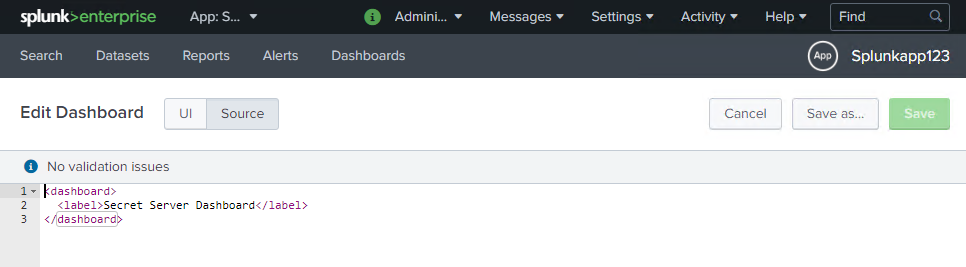 splunk>enterprise App: S... ▾ i Admini... ▾ Messages ▾ Settings ▾ Activity ▾ Help ▾ Find
Search Datasets Reports Alerts Dashboards App Splunkapp123
Edit Dashboard UI Source Cancel Save as... Save
i No validation issues
1 <dashboard>
2 <label>Secret Server Dashboard</label>
3 </dashboard>